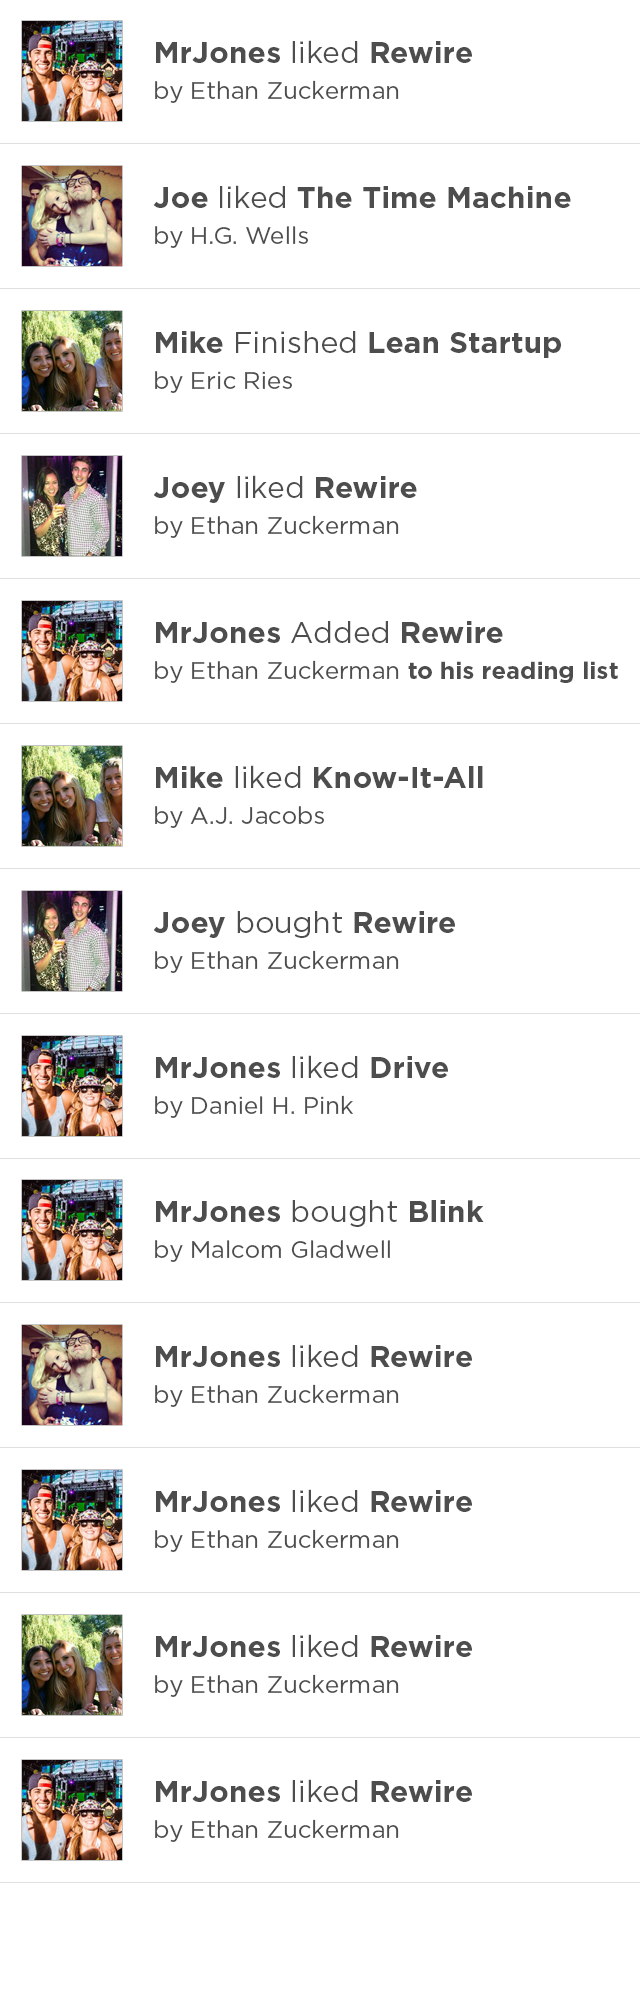 MrJones liked Rewire
by Ethan Zuckerman
Joe liked The Time Machine
by H.G. Wells
Mike Finished Lean Startup
by Eric Ries
Joey liked Rewire
by Ethan Zuckerman
MrJones Added Rewire
by Ethan Zuckerman to his reading list
Mike liked Know-It-All
by A.J. Jacobs
Joey bought Rewire
by Ethan Zuckerman
MrJones liked Drive
by Daniel H. Pink
MrJones bought Blink
by Malcom Gladwell
MrJones liked Rewire
by Ethan Zuckerman
MrJones liked Rewire
by Ethan Zuckerman
MrJones liked Rewire
by Ethan Zuckerman
MrJones liked Rewire
by Ethan Zuckerman